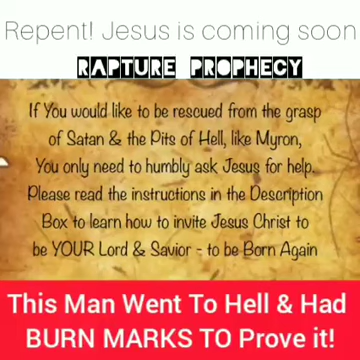 Repent! Jesus is coming soon
RAPTURE PROPHECY
If You would like to be rescued from the grasp
of Satan & the Pits of Hell, like Myron,
You only need to humbly ask Jesus for help.
Please read the instructions in the Description
Box to learn how to invite Jesus Christ to
be YOUR Lord & Savior - to be Born Again
This Man Went To Hell & Had
BURN MARKS TO Prove it!